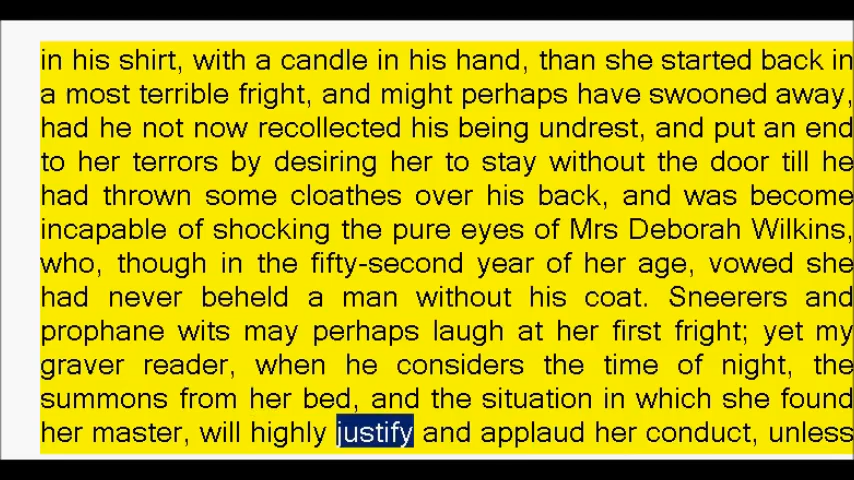 in his shirt, with a candle in his hand, than she started back in
a most terrible fright, and might perhaps have swooned away,
had he not now recollected his being undrest, and put an end
to her terrors by desiring her to stay without the door till he
had thrown some cloathes over his back, and was become
incapable of shocking the pure eyes of Mrs Deborah Wilkins,
who, though in the fifty-second year of her age, vowed she
had never beheld a man without his coat. Sneerers and
prophane wits may perhaps laugh at her first fright; yet my
graver reader, when he considers the time of night, the
summons from her bed, and the situation in which she found
her master, will highly justify and applaud her conduct, unless